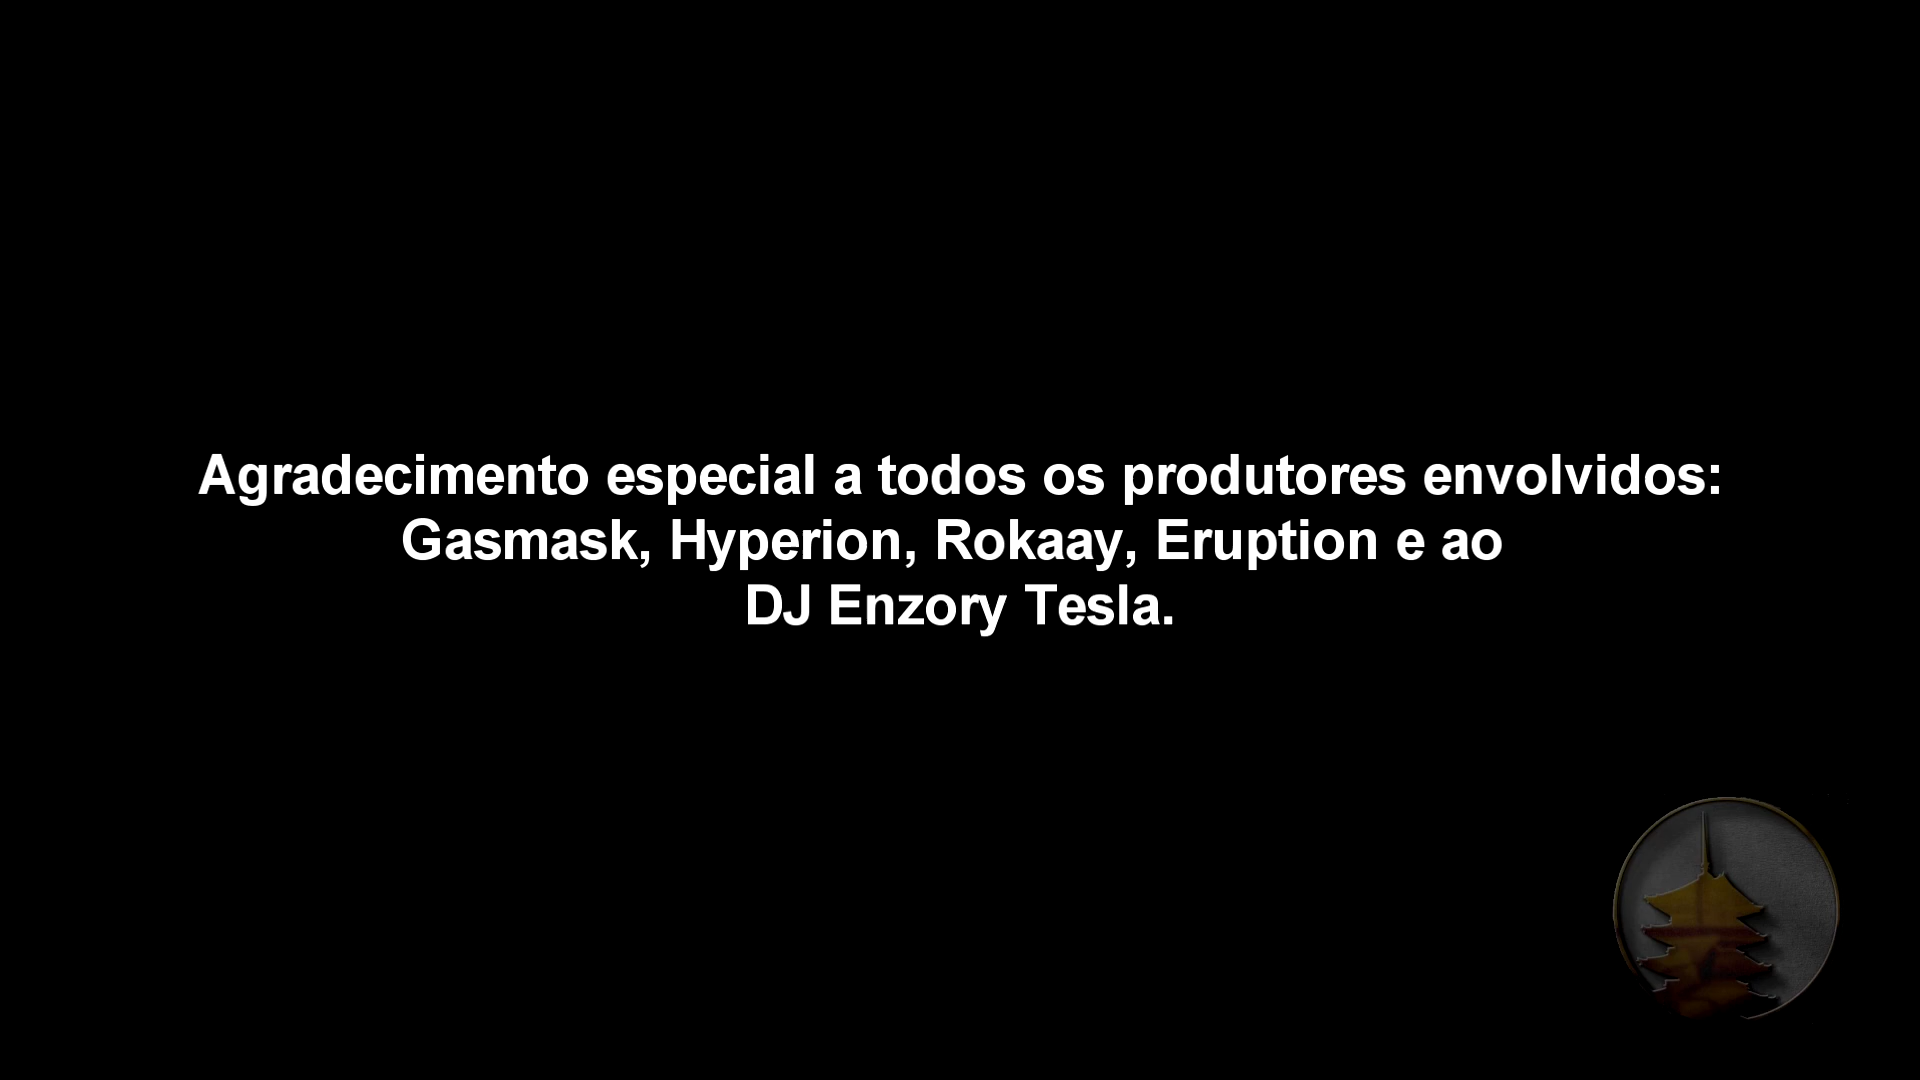 Agradecimento especial a todos os produtores envolvidos:
Gasmask, Hyperion, Rokaay, Eruption e ao
DJ Enzory Tesla.